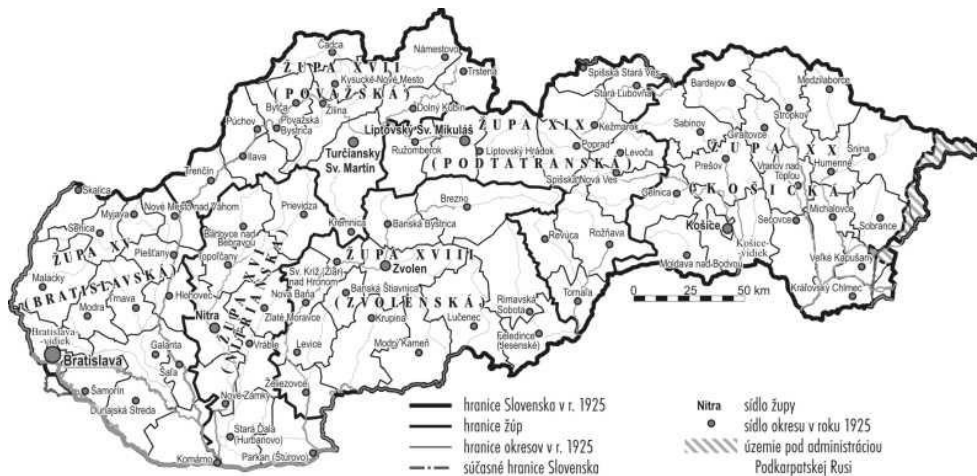 Čadca
Námestovo
ŽUPA XVII
Kysucké-Nové Mesto
Trstená
Spišská Stará Ves
Bardejov
Medzilaborce
(POVAŽSKÁ)
Stará Ľubovňa
Bytča
Žilina
Dolný Kubín
Stropkov
Púchov
Považská
Bystrica
Liptovský Sv. Mikuláš
ŽUPA XIX
Kežmarok
Sabinov
Giraltovce
Ilava
Turčiansky
Sv. Martin
Ružomberok
Liptovský Hrádok
(PODTATRANSKÁ)
Poprad
Levoča
Prešov
ŽUPA XX
Vranov nad
Topľou
Humenné
Snina
Trenčín
Spišská Nová Ves
Gelnica
(KOŠICKÁ)
Skalica
Myjava
Nové Mesto nad Váhom
Prievidza
Kremnica
Banská Bystrica
Brezno
Revúca
Rožňava
Košice
Košice-
vidiek
Sečovce
Michalovce
Sobrance
Senica
Piešťany
Bánovce nad
Bebravou
Topoľčany
Sv. Kríž (Žiar)
nad Hronom
ŽUPA XVIII
Zvolen
Moldava nad Bodvou
Veľké Kapušany
ŽUPA XV
Malacky
(BRATISLAVSKÁ)
Hlohovec
ŽUPA XVI
(NITRIANSKA)
Nová Baňa
Banská Štiavnica
(ZVOLENSKÁ)
Rimavská
Sobota
Tornaľa
Kráľovský Chlmec
Modra
Trnava
Nitra
Zlaté Moravce
Krupina
Lučenec
0 25 50 km
Feledince
(Jesenské)
Bratislava-
vidiek
Bratislava
Galanta
Šaľa
Vráble
Levice
Modrý Kameň
Šamorín
Dunajská Streda
Nové-Zámky
Želiezovce
Stará Ďala
(Hurbanovo)
Komárno
Parkan (Štúrovo)
hranice Slovenska v r. 1925
hranice žúp
hranice okresov v r. 1925
súčasné hranice Slovenska
Nitra sídlo župy
sídlo okresu v roku 1925
územie pod administráciou
Podkarpatskej Rusi